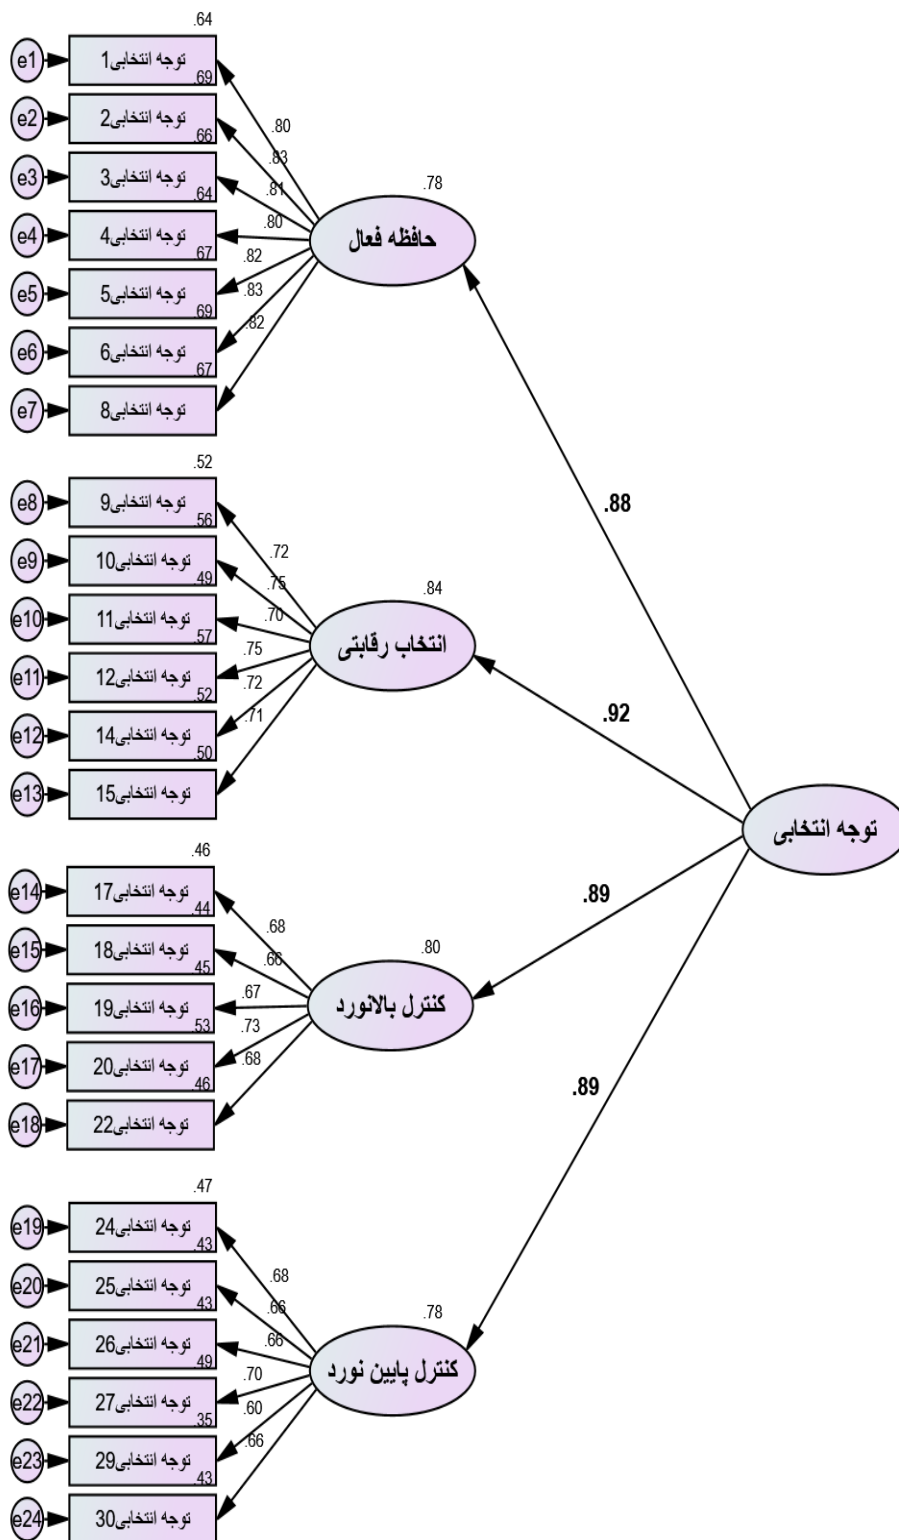 .64
e1
توجه انتخابی1
.69
e2
توجه انتخابی2
.66
e3
توجه انتخابی3
.64
e4
توجه انتخابی4
.67
e5
توجه انتخابی5
.69
e6
توجه انتخابی6
.67
e7
توجه انتخابی8
.80
.83
.81
.80
.82
.83
.82
.78
حافظه فعال
.88
.52
e8
توجه انتخابی9
.56
e9
توجه انتخابی10
.49
e10
توجه انتخابی11
.57
e11
توجه انتخابی12
.52
e12
توجه انتخابی14
.50
e13
توجه انتخابی15
.72
.75
.70
.75
.72
.71
.84
انتخاب رقابتی
.92
توجه انتخابی
.46
e14
توجه انتخابی17
.44
e15
توجه انتخابی18
.45
e16
توجه انتخابی19
.53
e17
توجه انتخابی20
.46
e18
توجه انتخابی22
.68
.66
.67
.73
.68
.80
کنترل بالانورد
.89
.47
e19
توجه انتخابی24
.43
e20
توجه انتخابی25
.43
e21
توجه انتخابی26
.49
e22
توجه انتخابی27
.35
e23
توجه انتخابی29
.43
e24
توجه انتخابی30
.68
.66
.66
.70
.60
.66
.78
کنترل پایین نورد
.89